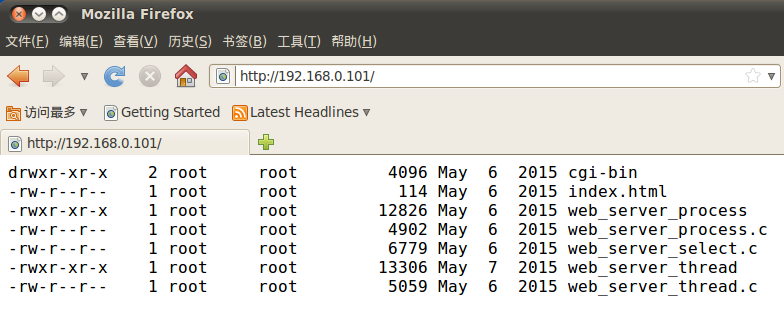 Mozilla Firefox
文件(F) 编辑(E) 查看(V) 历史(S) 书签(B) 工具(T) 帮助(H)
http://192.168.0.101/
访问最多 Getting Started Latest Headlines
http://192.168.0.101/
drwxr-xr-x 2 root root 4096 May 6 2015 cgi-bin
-rw-r--r-- 1 root root 114 May 6 2015 index.html
-rwxr-xr-x 1 root root 12826 May 6 2015 web_server_process
-rw-r--r-- 1 root root 4902 May 6 2015 web_server_process.c
-rw-r--r-- 1 root root 6779 May 6 2015 web_server_select.c
-rwxr-xr-x 1 root root 13306 May 7 2015 web_server_thread
-rw-r--r-- 1 root root 5059 May 6 2015 web_server_thread.c